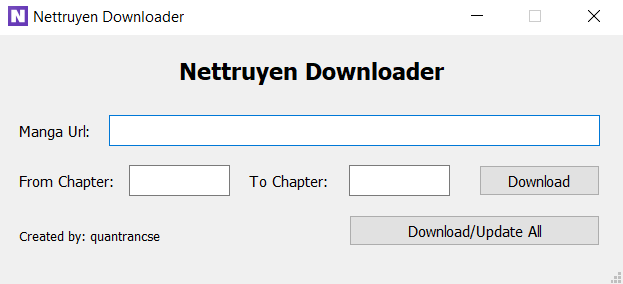 N Nettruyen Downloader
Nettruyen Downloader
Manga Url:
From Chapter: To Chapter: Download
Created by: quantrancse Download/Update All